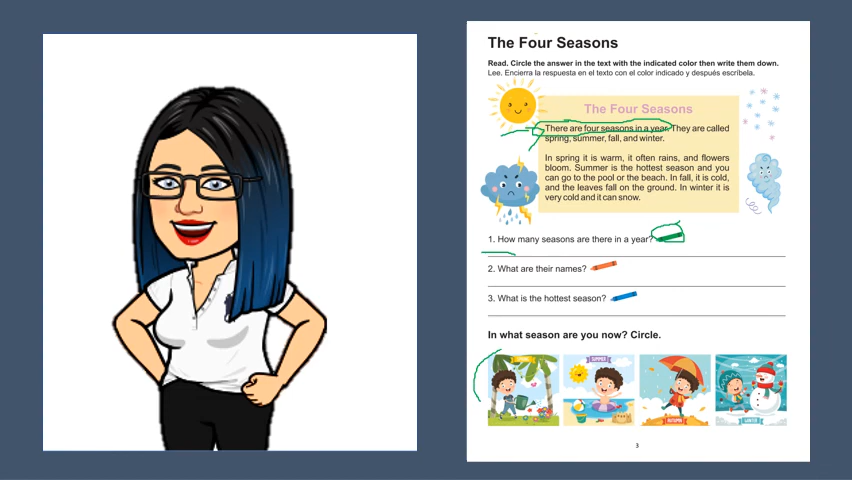 The Four Seasons
Read. Circle the answer in the text with the indicated color then write them down.
Lee. Encierra la respuesta en el texto con el color indicado y después escríbela.
The Four Seasons
There are four seasons in a year. They are called
spring, summer, fall, and winter.
In spring it is warm, it often rains, and flowers
bloom. Summer is the hottest season and you
can go to the pool or the beach. In fall, it is cold,
and the leaves fall on the ground. In winter it is
very cold and it can snow.
1. How many seasons are there in a year?
2. What are their names?
3. What is the hottest season?
In what season are you now? Circle.
SPRING
SUMMER
AUTUMN
WINTER
3